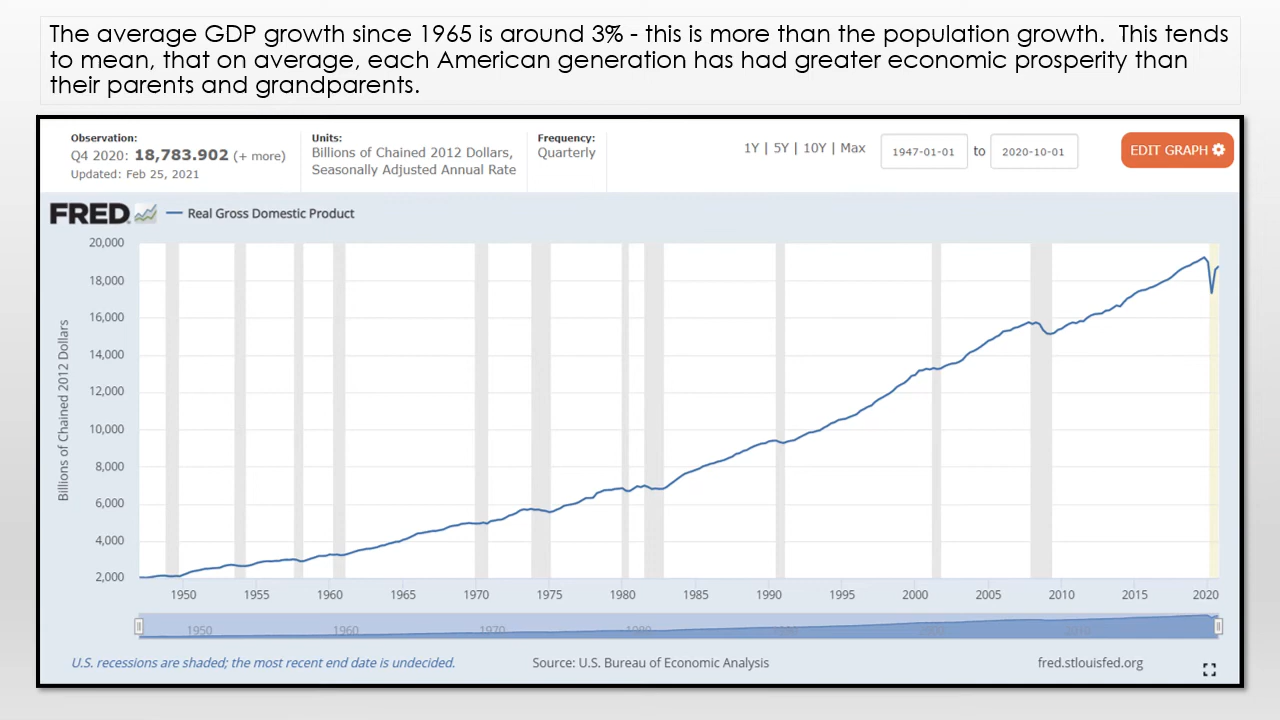 The average GDP growth since 1965 is around 3% - this is more than the population growth.  This tends
to mean, that on average, each American generation has had greater economic prosperity than
their parents and grandparents.
Observation:
Q4 2020: 18,783.902 (+ more)
Updated: Feb 25, 2021
Units:
Billions of Chained 2012 Dollars,
Seasonally Adjusted Annual Rate
Frequency:
Quarterly
1Y | 5Y | 10Y | Max
1947-01-01 to 2020-10-01
EDIT GRAPH
FRED
Real Gross Domestic Product
Billions of Chained 2012 Dollars
20,000
18,000
16,000
14,000
12,000
10,000
8,000
6,000
4,000
2,000
1950 1955 1960 1965 1970 1975 1980 1985 1990 1995 2000 2005 2010 2015 2020
1950 1960 1970 1980 1990 2000 2010
U.S. recessions are shaded; the most recent end date is undecided.
Source: U.S. Bureau of Economic Analysis
fred.stlouisfed.org